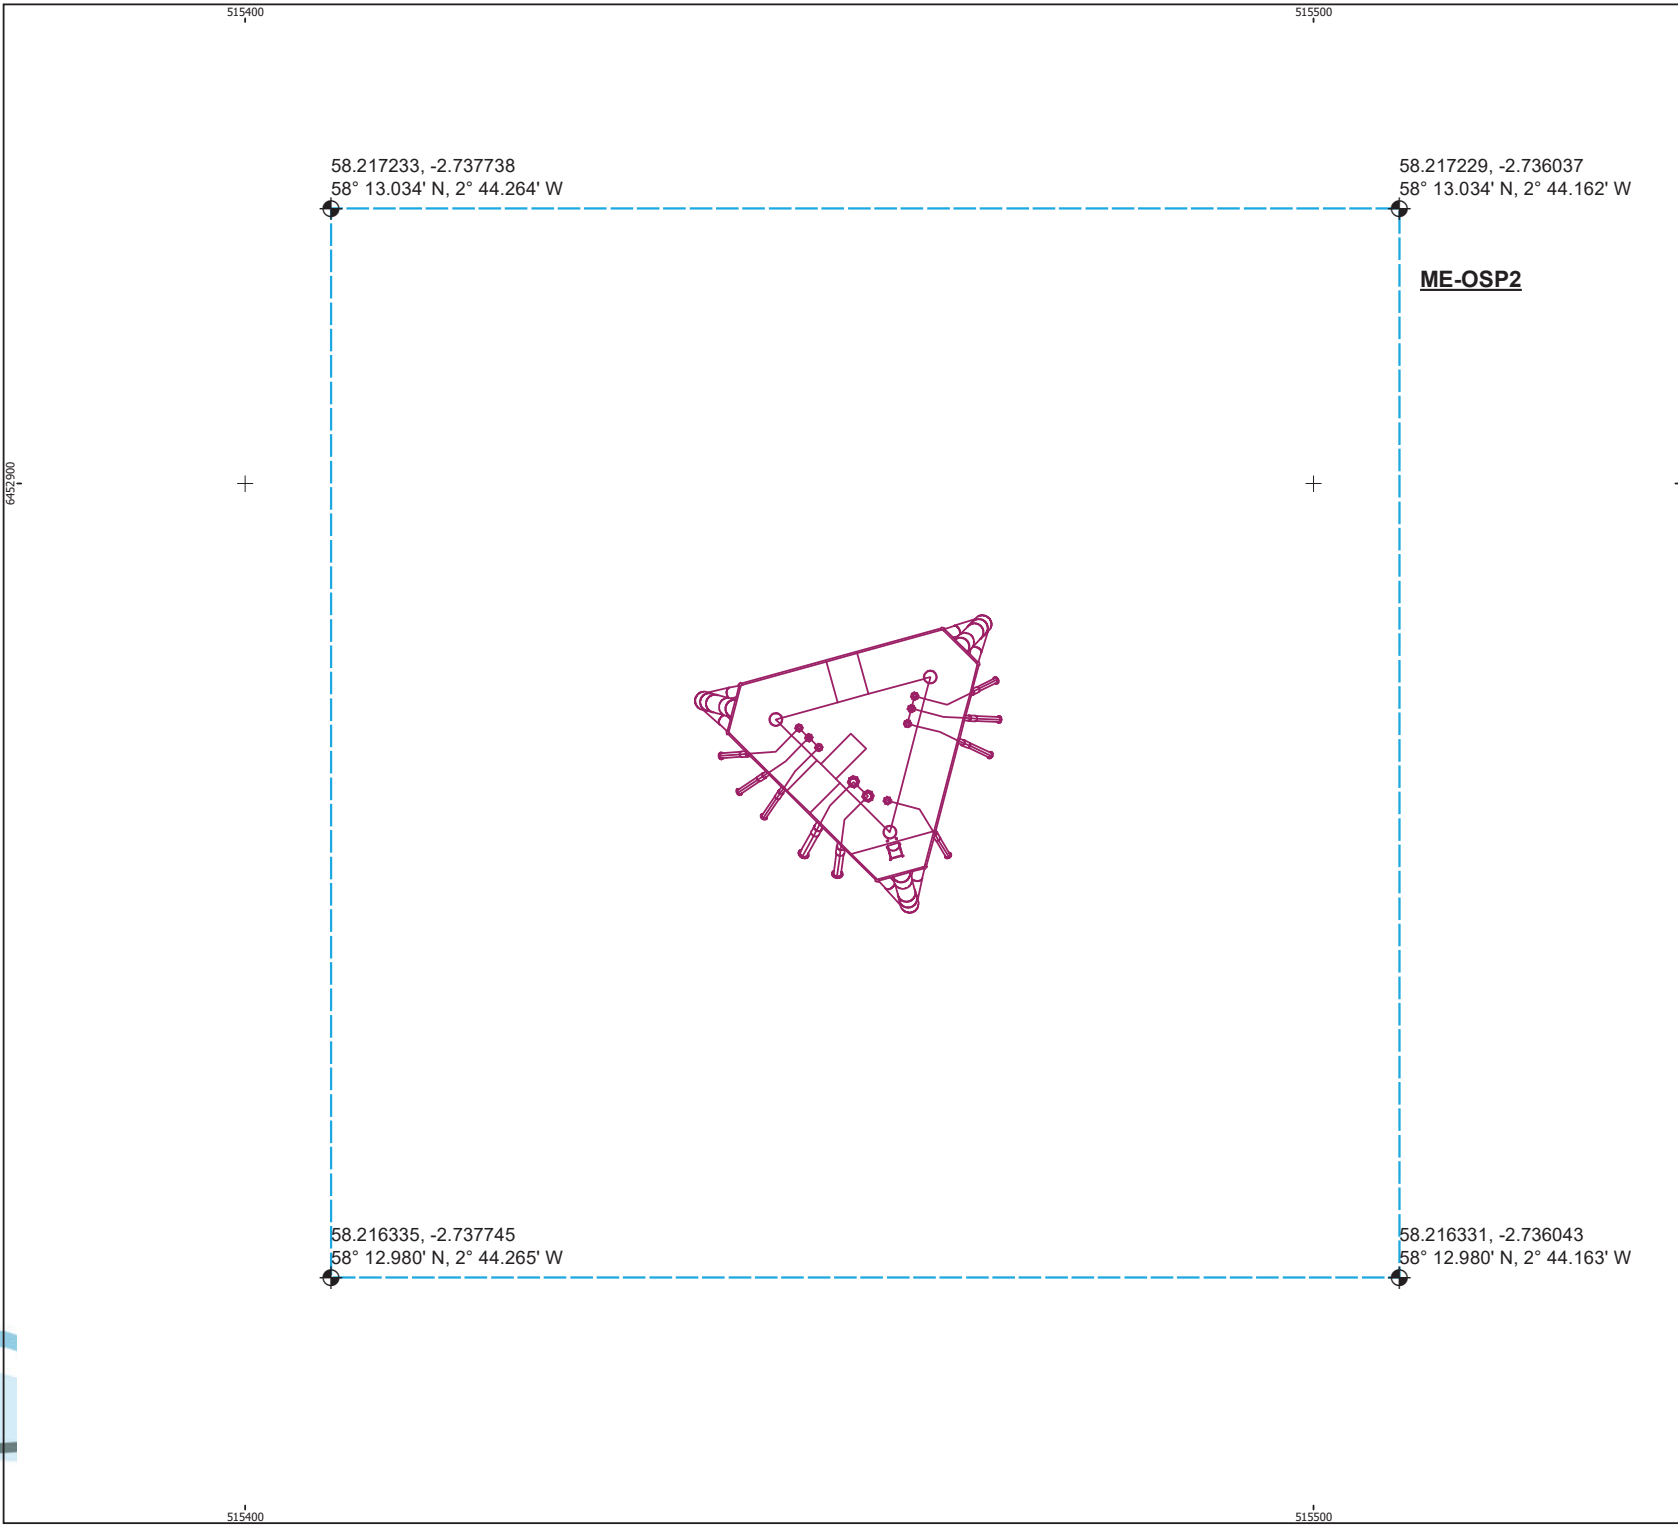 515400
515500
58.217233, -2.737738
58° 13.034' N, 2° 44.264' W
58.217229, -2.736037
58° 13.034' N, 2° 44.162' W
ME-OSP2
6452900
58.216335, -2.737745
58° 12.980' N, 2° 44.265' W
58.216331, -2.736043
58° 12.980' N, 2° 44.163' W
515400
515500